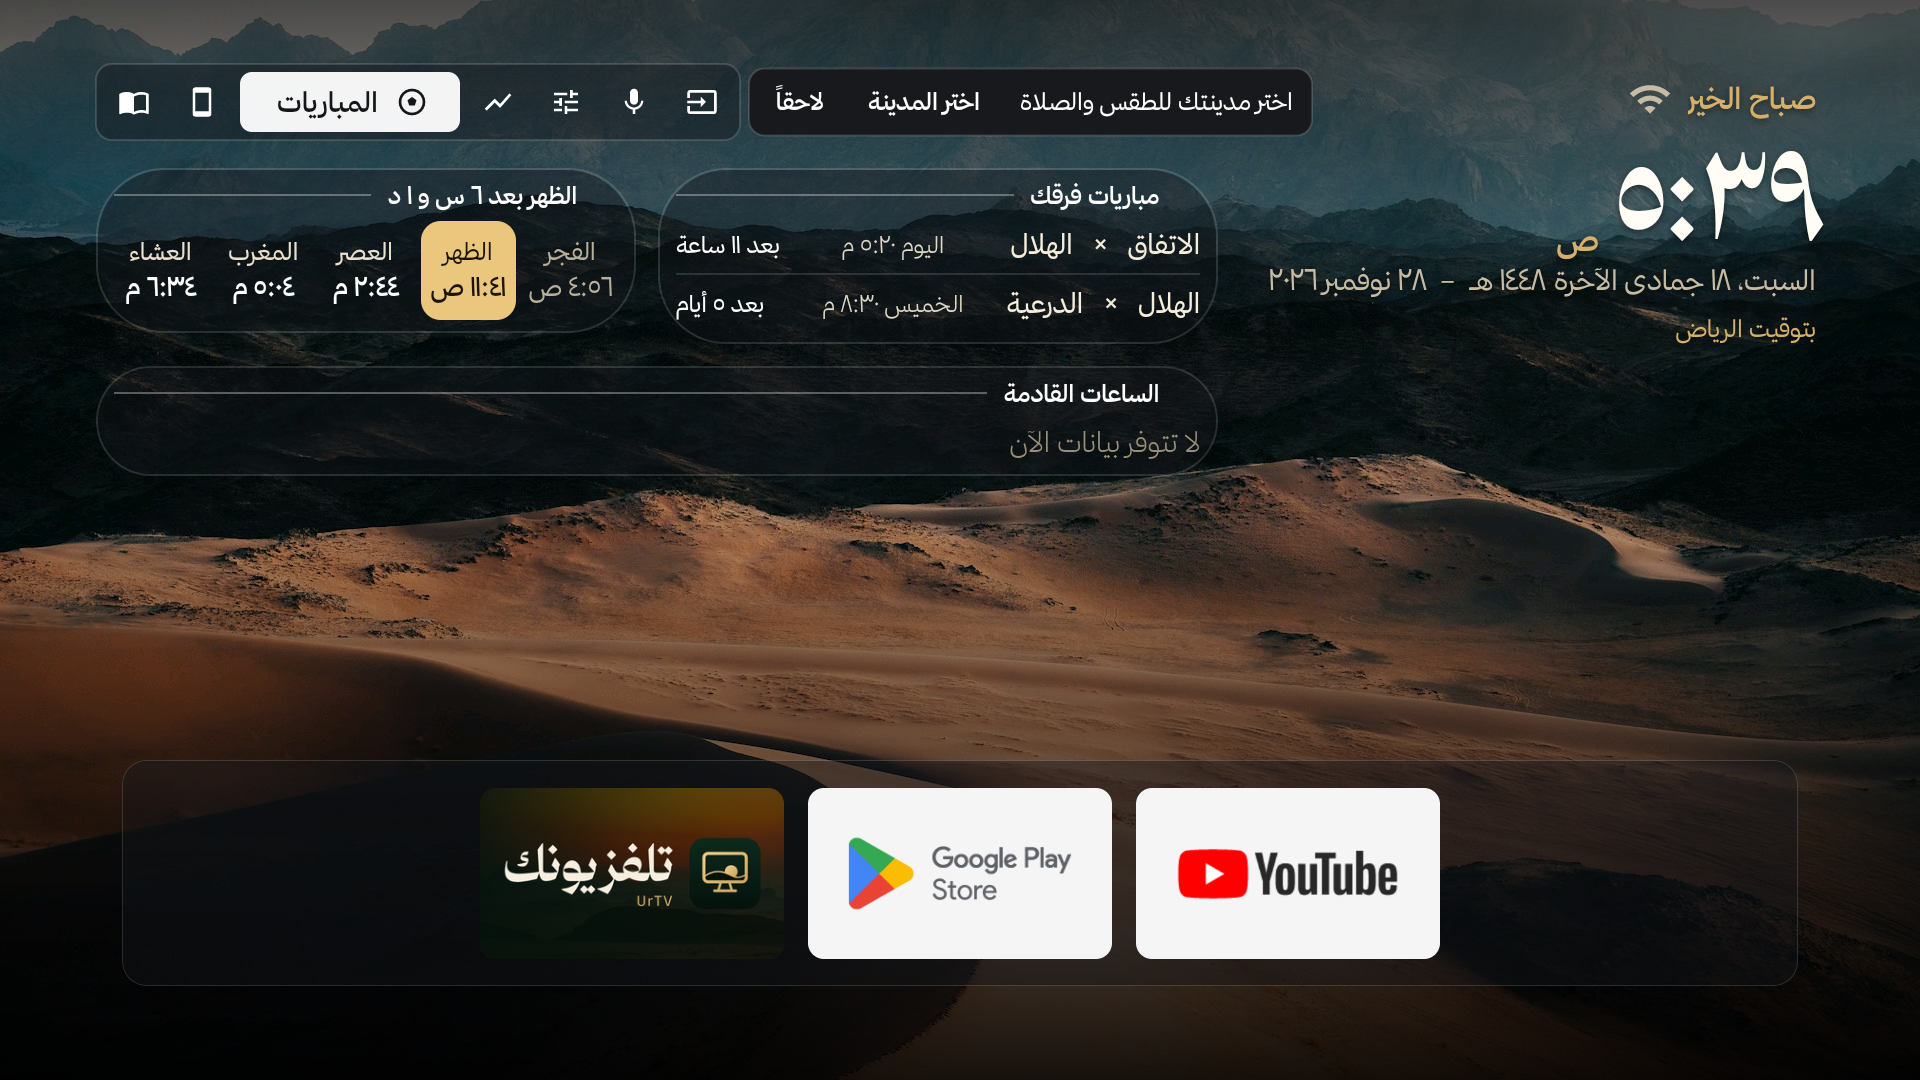 صباح الخير
٥:٣٩ ص
السبت، ١٨ جمادى الآخرة ١٤٤٨ هـ – ٢٨ نوفمبر ٢٠٢٦
بتوقيت الرياض
اختر مدينتك للطقس والصلاة اختر المدينة لاحقاً
المباريات
مباريات فرقك
الاتفاق × الهلال اليوم ٥:٢٠ م بعد ١١ ساعة
الهلال × الدرعية الخميس ٨:٣٠ م بعد ٥ أيام
الظهر بعد ٦ س و ١ د
الفجر الظهر العصر المغرب العشاء
٤:٥٦ ص ١١:٤١ ص ٢:٤٤ م ٥:٠٤ م ٦:٣٤ م
الساعات القادمة
لا تتوفر بيانات الآن
YouTube
Google Play
Store
تلفزيونك
UrTV